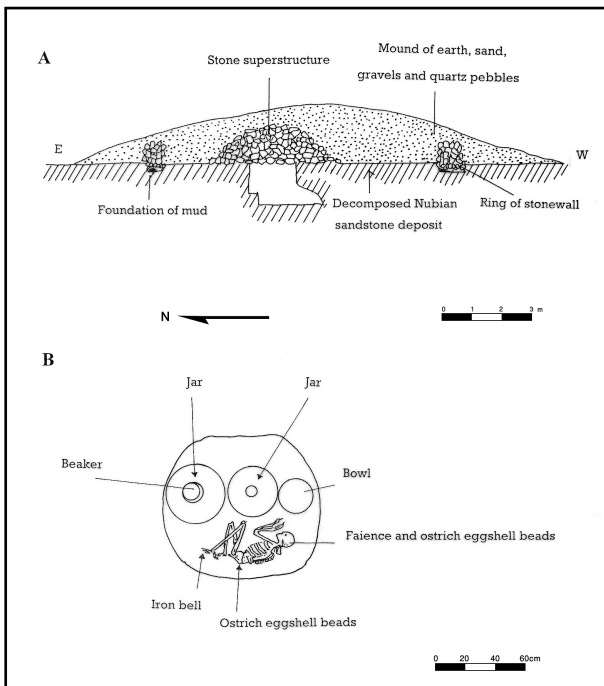 A
Stone superstructure
Mound of earth, sand,
gravels and quartz pebbles
E
W
Foundation of mud
Decomposed Nubian
sandstone deposit
Ring of stonewall
N
0 1 2 3 m
B
Jar
Jar
Beaker
Bowl
Faience and ostrich eggshell beads
Iron bell
Ostrich eggshell beads
0 20 40 60cm